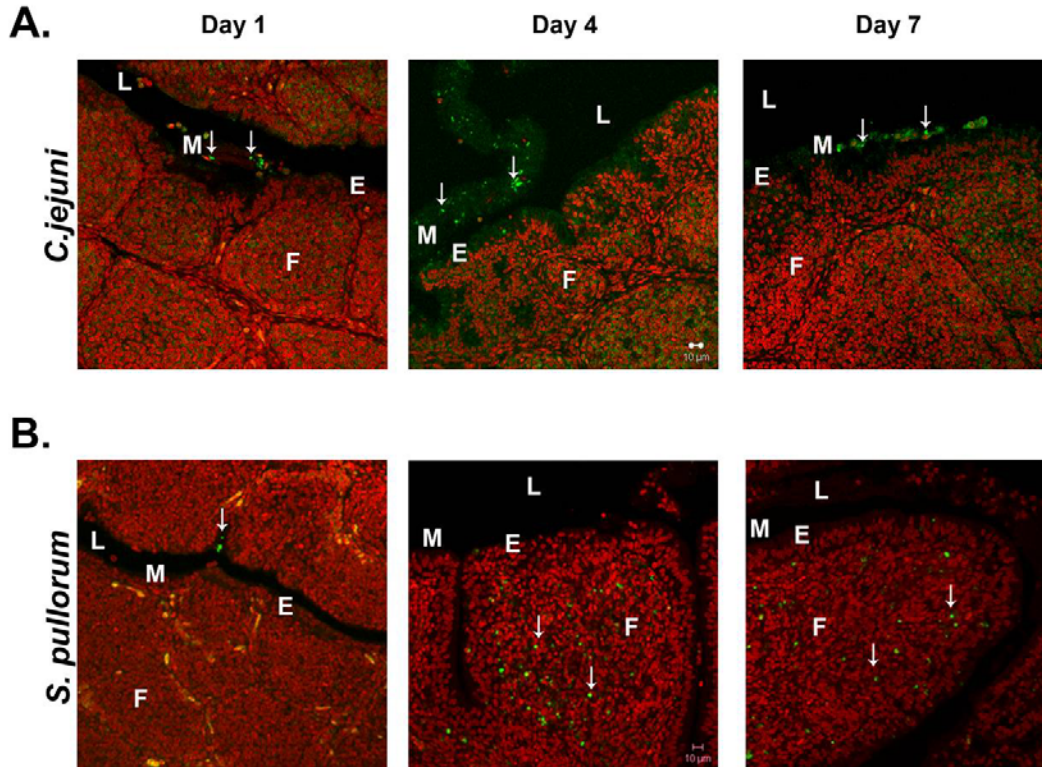 A.
Day 1 Day 4 Day 7
C.jejuni
L M E F
L M E F 10 µm
L M E F
B.
S. pullorum
L M E F
L M E F 10 µm
L M E F